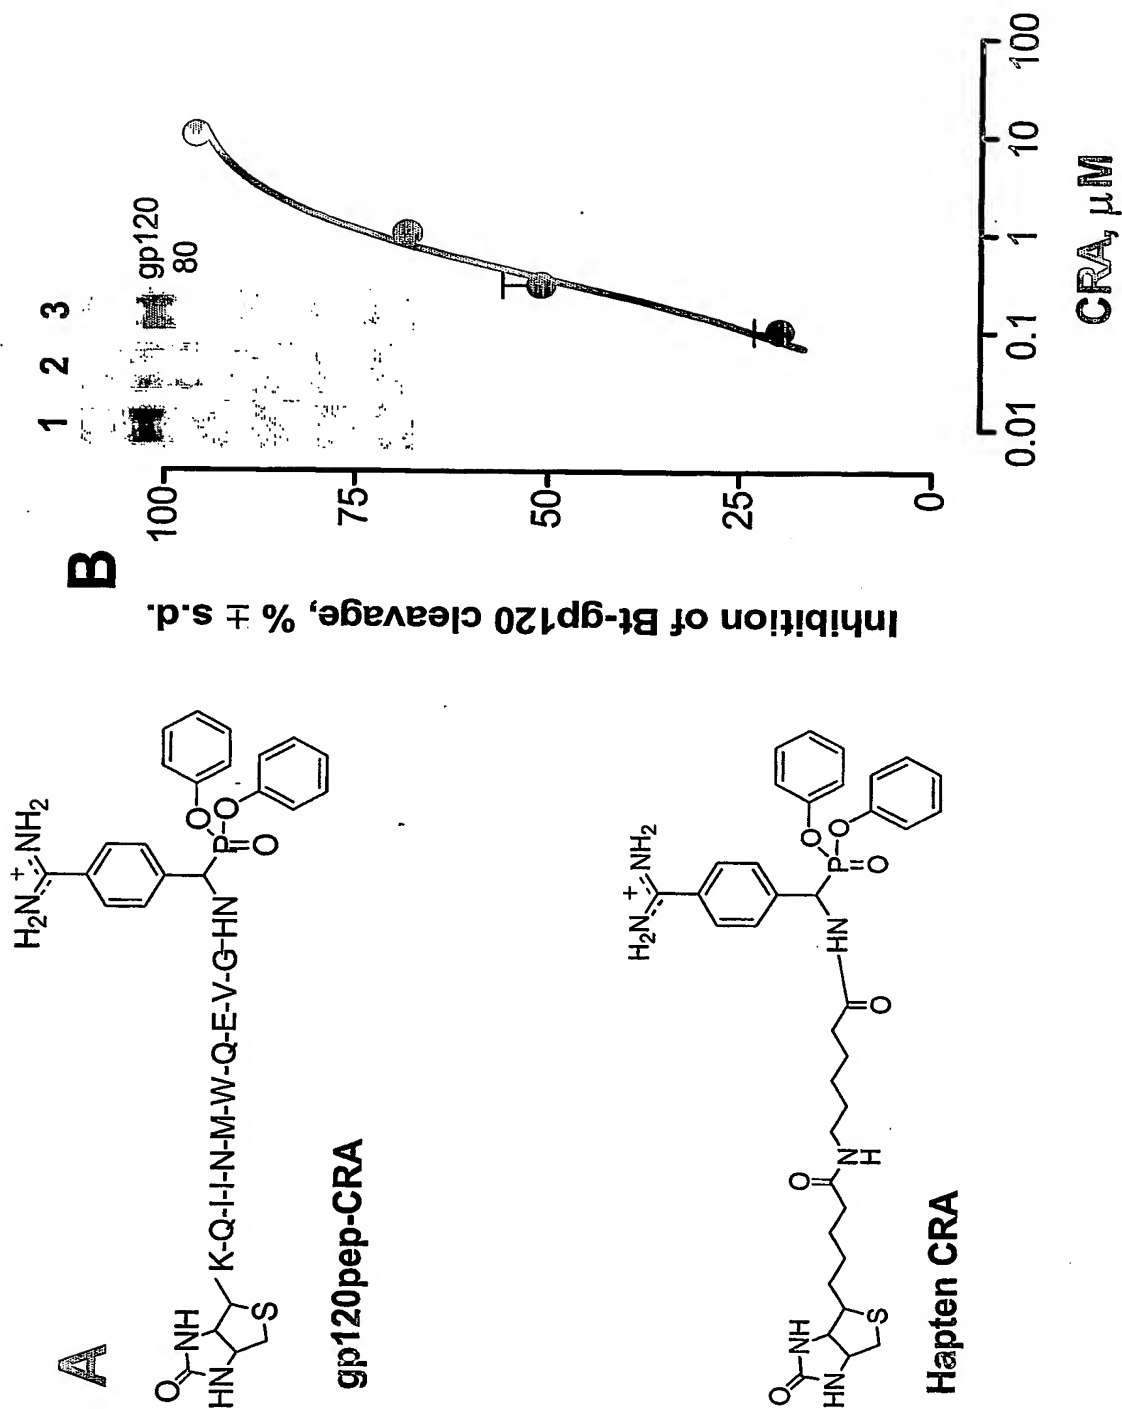 A
H2N + NH2
O
NH
HN
S
K-Q-I-I-N-M-W-Q-E-V-G-HN
P
O
O
O
gp120pep-CRA
H2N + NH2
O
NH
HN
S
O
N
H
O
HN
P
O
O
O
Hapten CRA
B
1 2 3
gp120
80
Inhibition of Bt-gp120 cleavage, % ± s.d.
100
75
50
25
0
0.01 0.1 1 10 100
CRA, μM